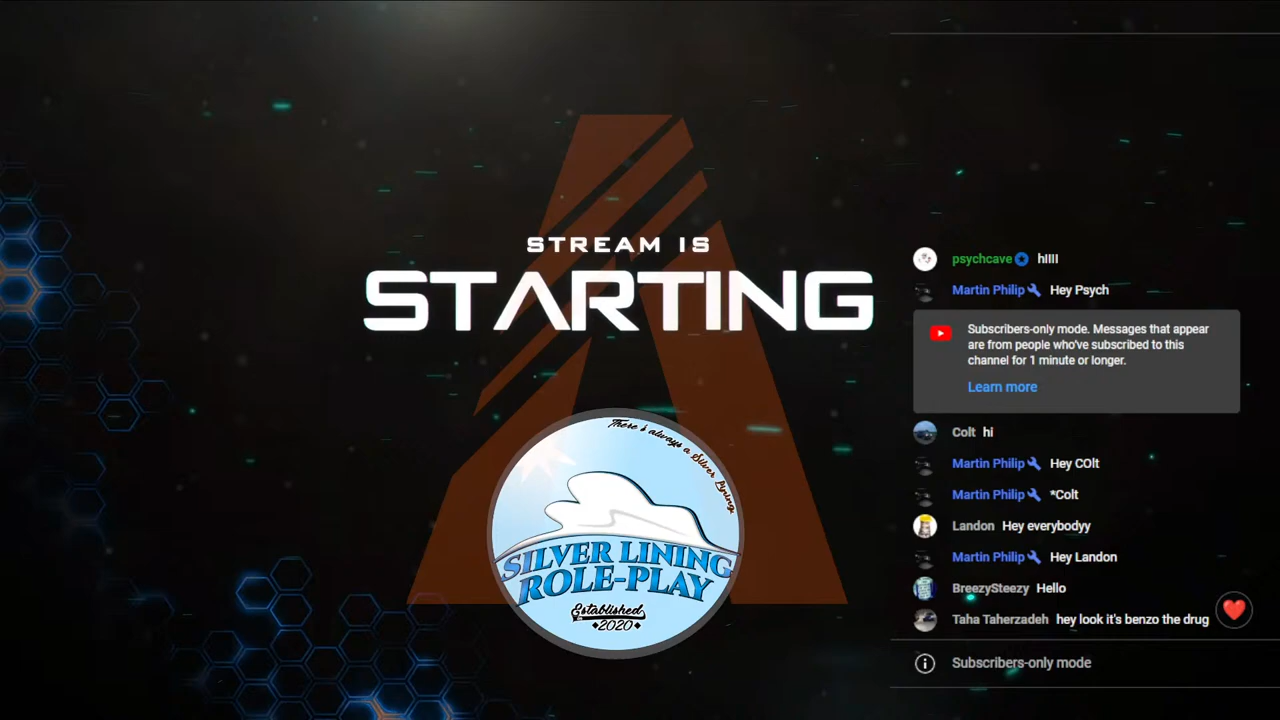 STREAM IS
STARTING
There's always a Silver Lining
SILVER LINING
ROLE-PLAY
Established
2020
psychcave hiIII
Martin Philip Hey Psych
Subscribers-only mode. Messages that appear
are from people who've subscribed to this
channel for 1 minute or longer.
Learn more
Colt hi
Martin Philip Hey COlt
Martin Philip *Colt
Landon Hey everybodyy
Martin Philip Hey Landon
BreezySteezy Hello
Taha Taherzadeh hey look it's benzo the drug
Subscribers-only mode